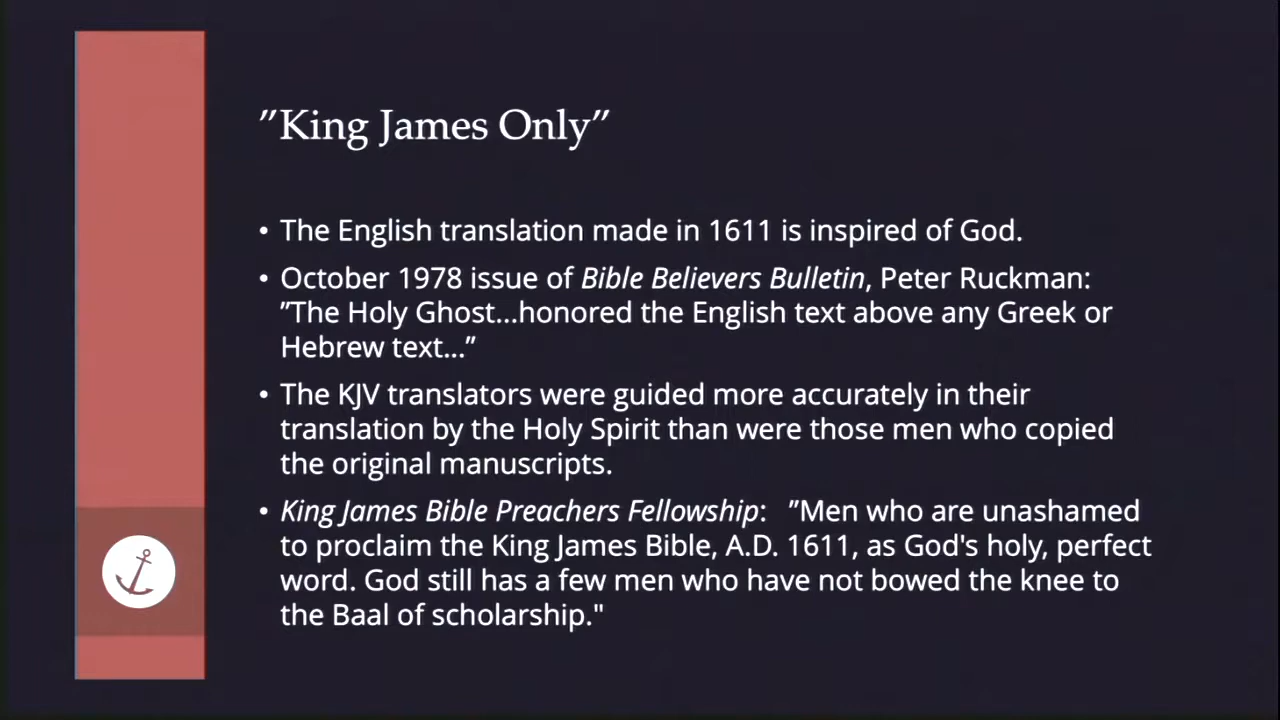 ”King James Only”
• The English translation made in 1611 is inspired of God.
• October 1978 issue of Bible Believers Bulletin, Peter Ruckman:
”The Holy Ghost...honored the English text above any Greek or
Hebrew text...”
• The KJV translators were guided more accurately in their
translation by the Holy Spirit than were those men who copied
the original manuscripts.
• King James Bible Preachers Fellowship: ”Men who are unashamed
to proclaim the King James Bible, A.D. 1611, as God's holy, perfect
word. God still has a few men who have not bowed the knee to
the Baal of scholarship."